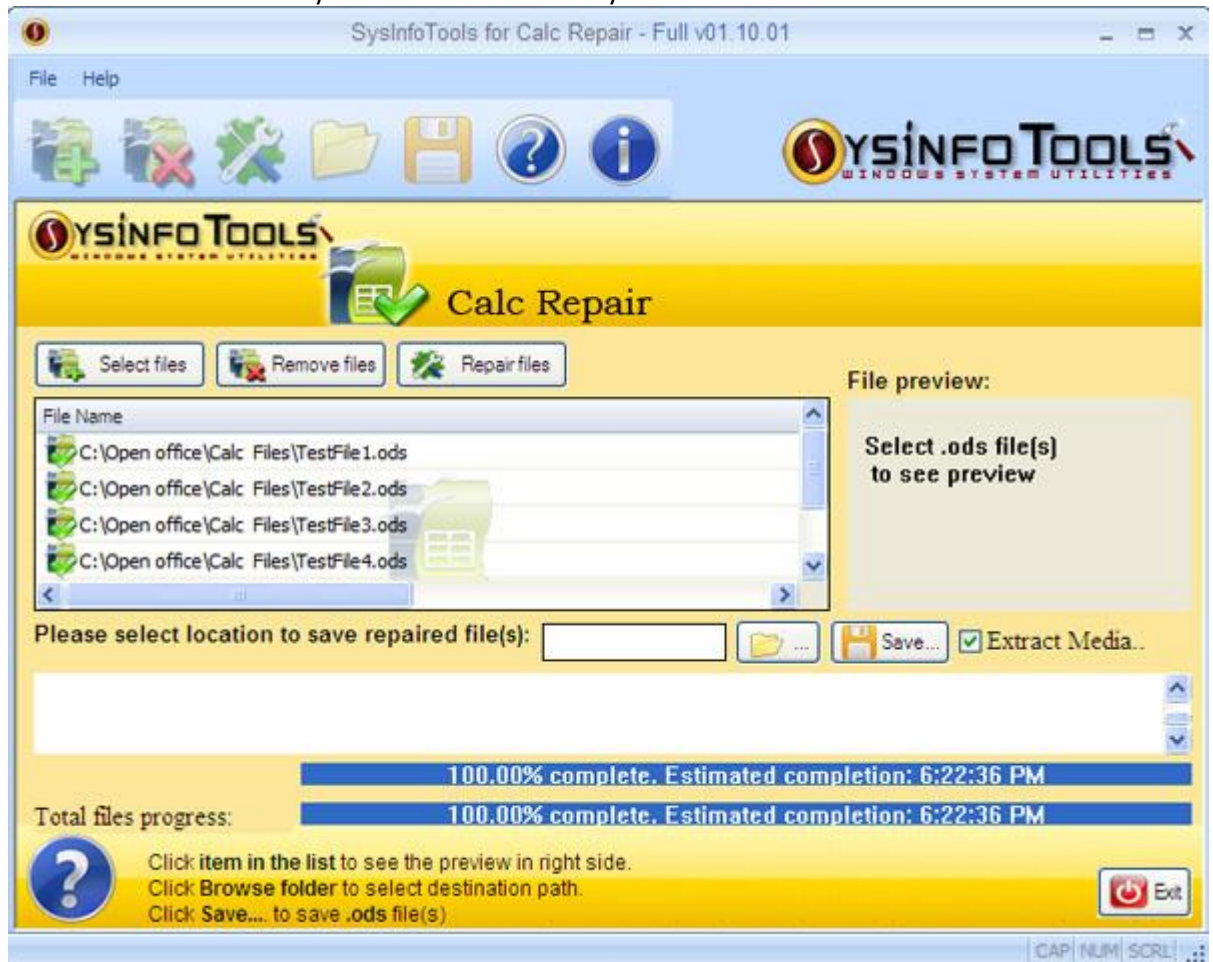 SysInfoTools for Calc Repair - Full v01.10.01
File Help
SYSINFO TOOLS
WINDOWS SYSTEM UTILITIES
SYSINFO TOOLS
WINDOWS SYSTEM UTILITIES
Calc Repair
Select files Remove files Repair files
File preview:
File Name
C:\Open office\Calc Files\TestFile1.ods
C:\Open office\Calc Files\TestFile2.ods
C:\Open office\Calc Files\TestFile3.ods
C:\Open office\Calc Files\TestFile4.ods
Select .ods file(s)
to see preview
Please select location to save repaired file(s): ... Save... Extract Media..
100.00% complete. Estimated completion: 6:22:36 PM
Total files progress: 100.00% complete. Estimated completion: 6:22:36 PM
Click item in the list to see the preview in right side.
Click Browse folder to select destination path.
Click Save.... to save .ods file(s)
Exit
CAP NUM SCRL